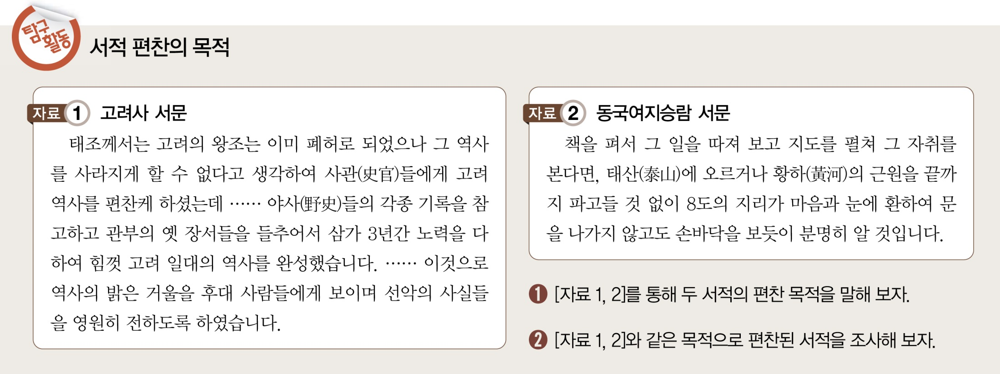 탐구
활동
서적 편찬의 목적
자료 1 고려사 서문
태조께서는 고려의 왕조는 이미 폐허로 되었으나 그 역사
를 사라지게 할 수 없다고 생각하여 사관(史官)들에게 고려
역사를 편찬케 하셨는데 …… 야사(野史)들의 각종 기록을 참
고하고 관부의 옛 장서들을 들추어서 삼가 3년간 노력을 다
하여 힘껏 고려 일대의 역사를 완성했습니다. …… 이것으로
역사의 밝은 거울을 후대 사람들에게 보이며 선악의 사실들
을 영원히 전하도록 하였습니다.
자료 2 동국여지승람 서문
책을 펴서 그 일을 따져 보고 지도를 펼쳐 그 자취를
본다면, 태산(泰山)에 오르거나 황하(黃河)의 근원을 끝까
지 파고들 것 없이 8도의 지리가 마음과 눈에 환하여 문
을 나가지 않고도 손바닥을 보듯이 분명히 알 것입니다.
❶ [자료 1, 2]를 통해 두 서적의 편찬 목적을 말해 보자.
❷ [자료 1, 2]와 같은 목적으로 편찬된 서적을 조사해 보자.